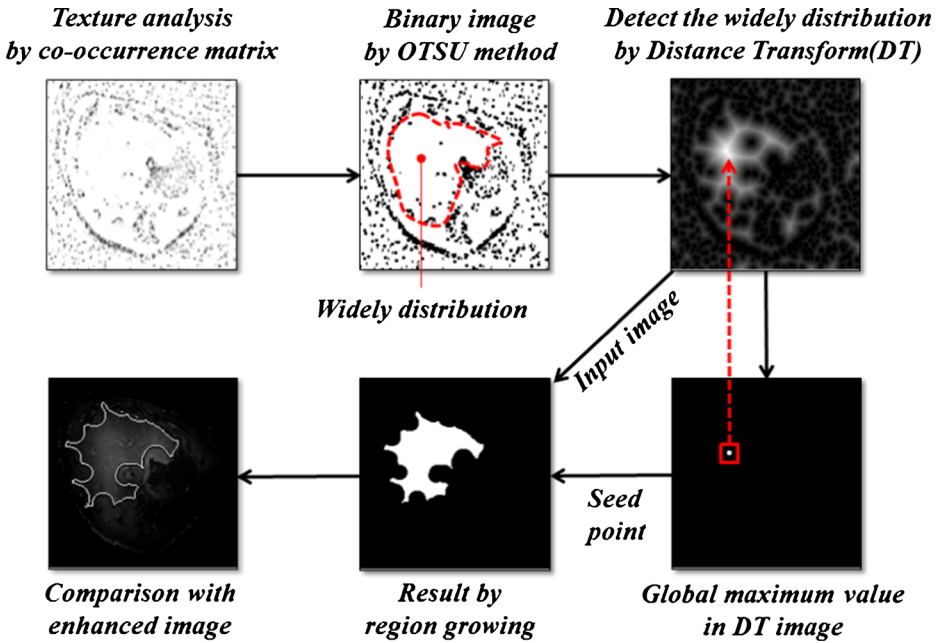 Texture analysis
by co-occurrence matrix
Binary image
by OTSU method
Detect the widely distribution
by Distance Transform(DT)
Widely distribution
Input image
Seed
point
Comparison with
enhanced image
Result by
region growing
Global maximum value
in DT image